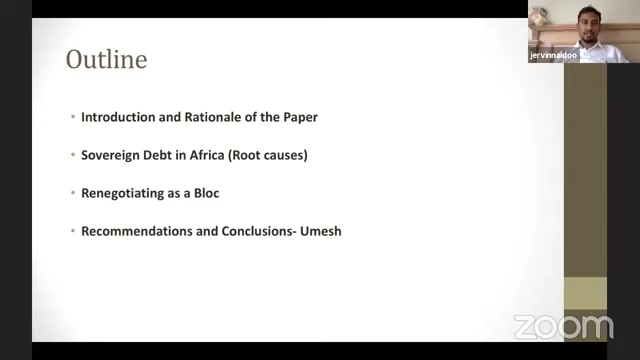 Outline
jervinnaidoo
• Introduction and Rationale of the Paper
• Sovereign Debt in Africa (Root causes)
• Renegotiating as a Bloc
• Recommendations and Conclusions- Umesh
zoom